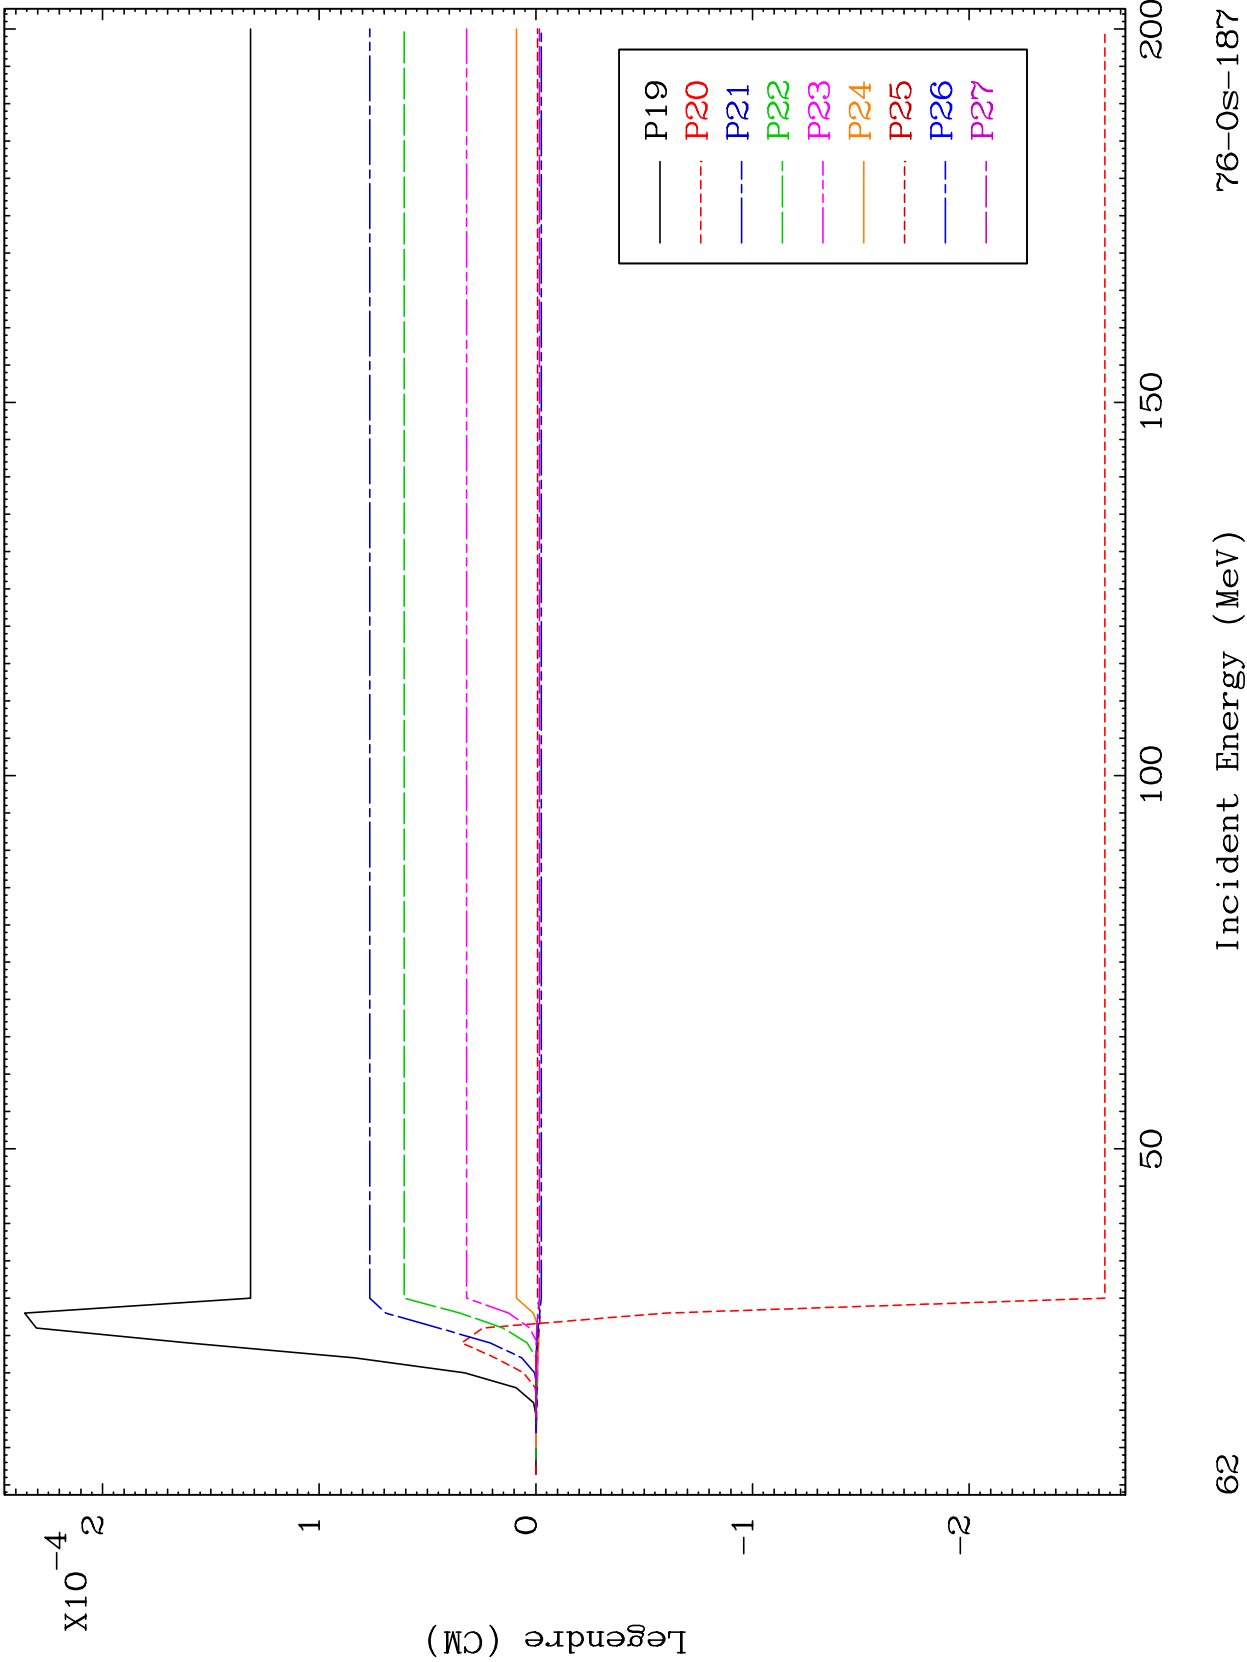 X10-4
2
1
0
-1
-2
Legendre (CM)
50
100
150
200
Incident Energy (MeV)
P19
P20
P21
P22
P23
P24
P25
P26
P27
62
76-Os-187